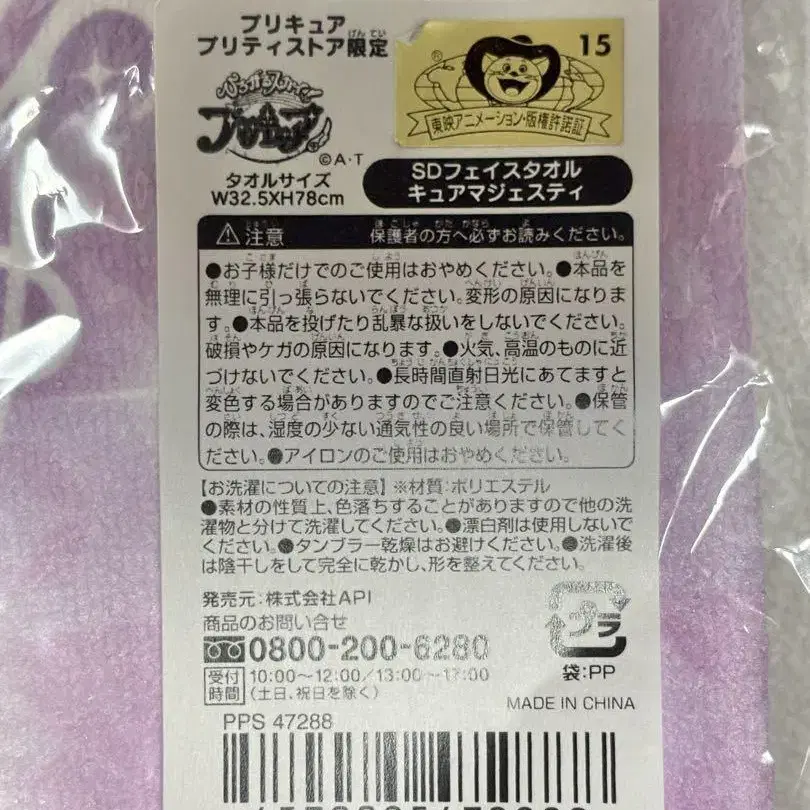 プリキュア
プリティストア限定
ひろがるスカイ!
プリキュア
©A・T
15
東映アニメーション・版権許諾証
タオルサイズ
W32.5XH78cm
SDフェイスタオル
キュアマジェスティ
注意 保護者の方へ必ずお読みください。
●お子様だけでのご使用はおやめください。●本品を
無理に引っ張らないでください。変形の原因になりま
す。●本品を投げたり乱暴な扱いをしないでください。
破損やケガの原因になります。●火気、高温のものに近
づけないでください。●長時間直射日光にあてますと
変色する場合がありますのでご注意ください。●保管
の際は、湿度の少ない通気性の良い場所で保管してく
ださい。●アイロンのご使用はおやめください。
【お洗濯についての注意】※材質:ポリエステル
●素材の性質上、色落ちすることがありますので他の洗
濯物と分けて洗濯してください。●漂白剤は使用しないで
ください。●タンブラー乾燥はお避けください。●洗濯後
は陰干しをして完全に乾かし、形を整えてください。
発売元:株式会社API
商品のお問い合せ
0800-200-6280
受付時間 10:00〜12:00/13:00〜17:00
(土日、祝日を除く)
プラ
袋:PP
MADE IN CHINA
PPS 47288